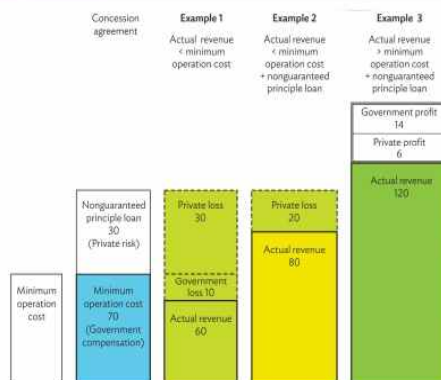 Concession
agreement
Example 1
Actual revenue
< minimum
operation cost
Example 2
Actual revenue
< minimum
operation cost
+ nonguaranteed
principle loan
Example 3
Actual revenue
> minimum
operation cost
+ nonguaranteed
principle loan
Government profit
14
Private profit
6
Actual revenue
120
Nonguaranteed
principle loan
30
(Private risk)
Private loss
30
Private loss
20
Actual revenue
80
Minimum
operation
cost
Minimum
operation cost
70
(Government
compensation)
Government
loss 10
Actual revenue
60